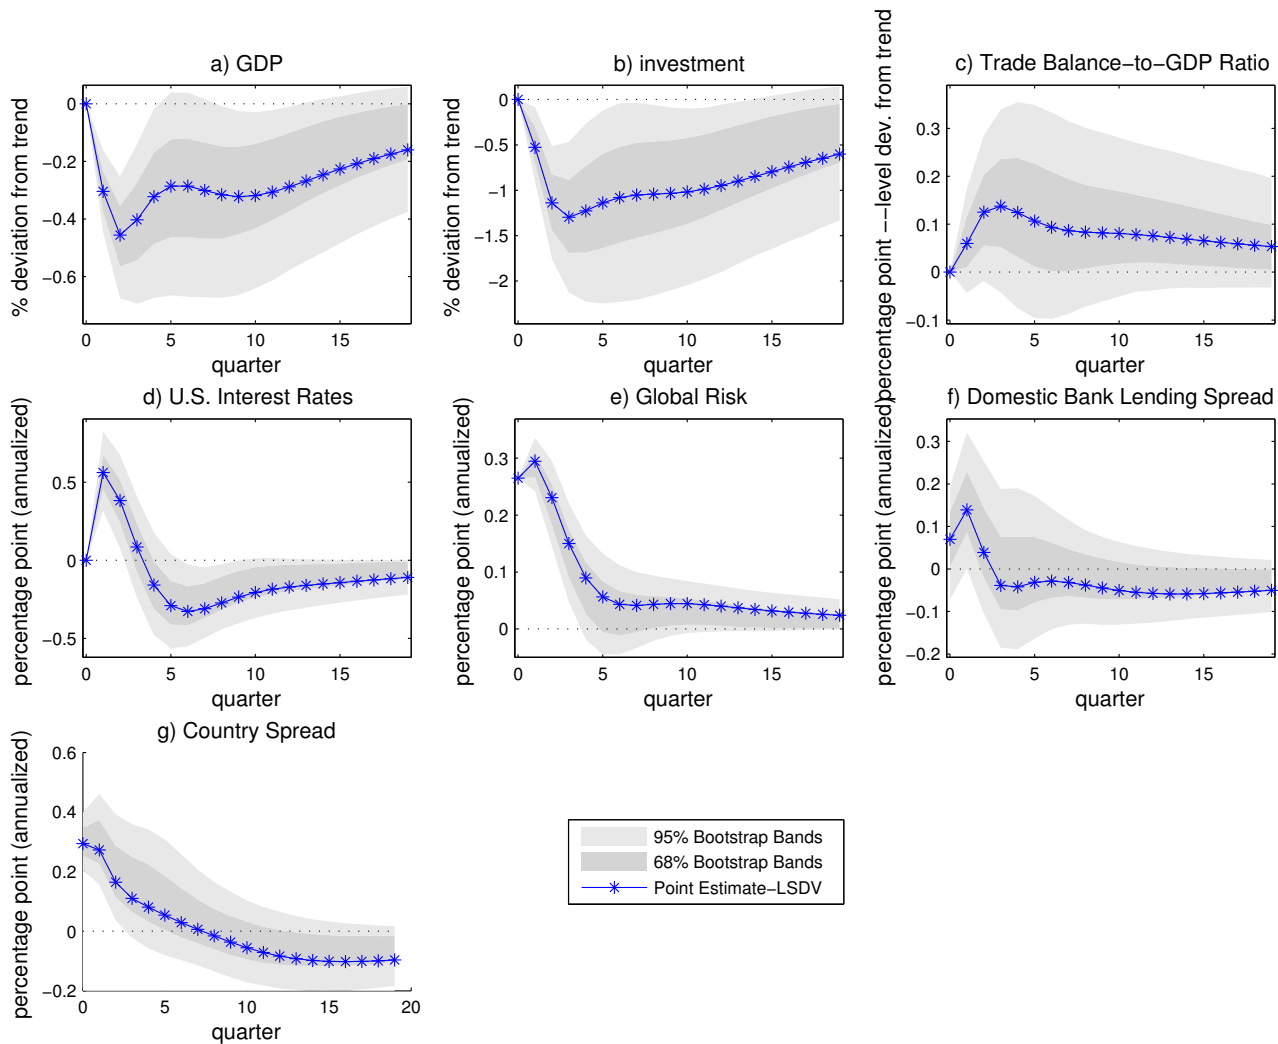 a) GDP
% deviation from trend
0
−0.2
−0.4
−0.6
0 5 10 15
quarter
b) investment
% deviation from trend
0
−0.5
−1
−1.5
−2
0 5 10 15
quarter
c) Trade Balance−to−GDP Ratio
percentage point −−level dev. from trend
0.3
0.2
0.1
0
−0.1
0 5 10 15
quarter
d) U.S. Interest Rates
percentage point (annualized)
0.5
0
−0.5
0 5 10 15
quarter
e) Global Risk
percentage point (annualized)
0.3
0.2
0.1
0
0 5 10 15
quarter
f) Domestic Bank Lending Spread
percentage point (annualized)
0.3
0.2
0.1
0
−0.1
−0.2
0 5 10 15
quarter
g) Country Spread
percentage point (annualized)
0.6
0.4
0.2
0
−0.2
0 5 10 15 20
quarter
95% Bootstrap Bands
68% Bootstrap Bands
Point Estimate−LSDV